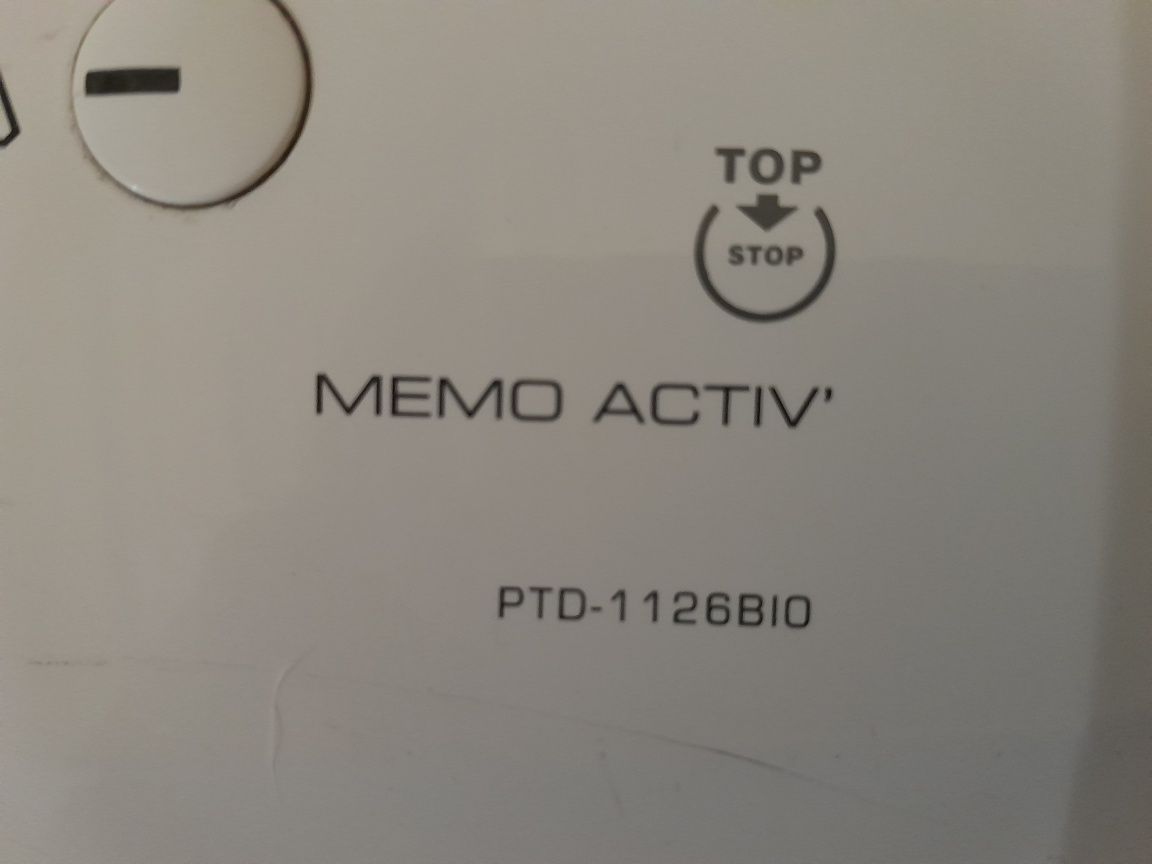 TOP
STOP
MEMO ACTIV'
PTD-1126BIO